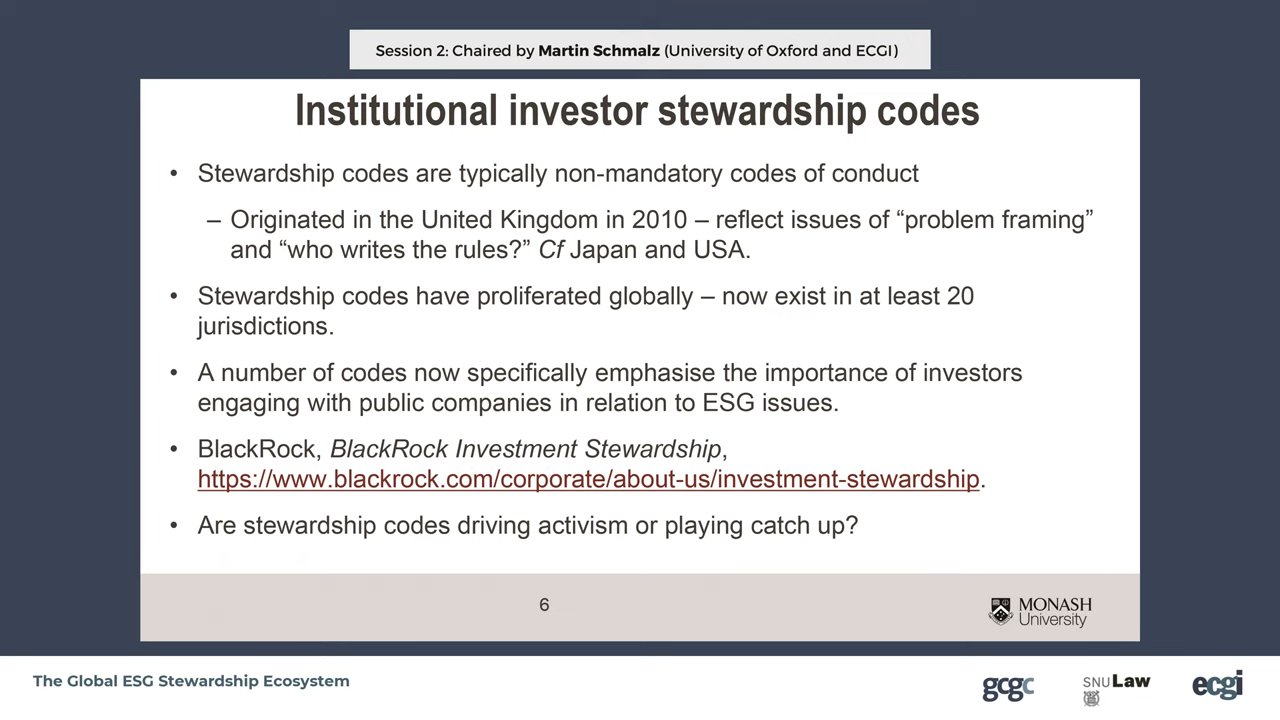 Session 2: Chaired by Martin Schmalz (University of Oxford and ECGI)
Institutional investor stewardship codes
• Stewardship codes are typically non-mandatory codes of conduct
– Originated in the United Kingdom in 2010 – reflect issues of “problem framing”
and “who writes the rules?” Cf Japan and USA.
• Stewardship codes have proliferated globally – now exist in at least 20
jurisdictions.
• A number of codes now specifically emphasise the importance of investors
engaging with public companies in relation to ESG issues.
• BlackRock, BlackRock Investment Stewardship,
https://www.blackrock.com/corporate/about-us/investment-stewardship.
• Are stewardship codes driving activism or playing catch up?
6
MONASH
University
The Global ESG Stewardship Ecosystem
gcgc
SNU Law
ecgi